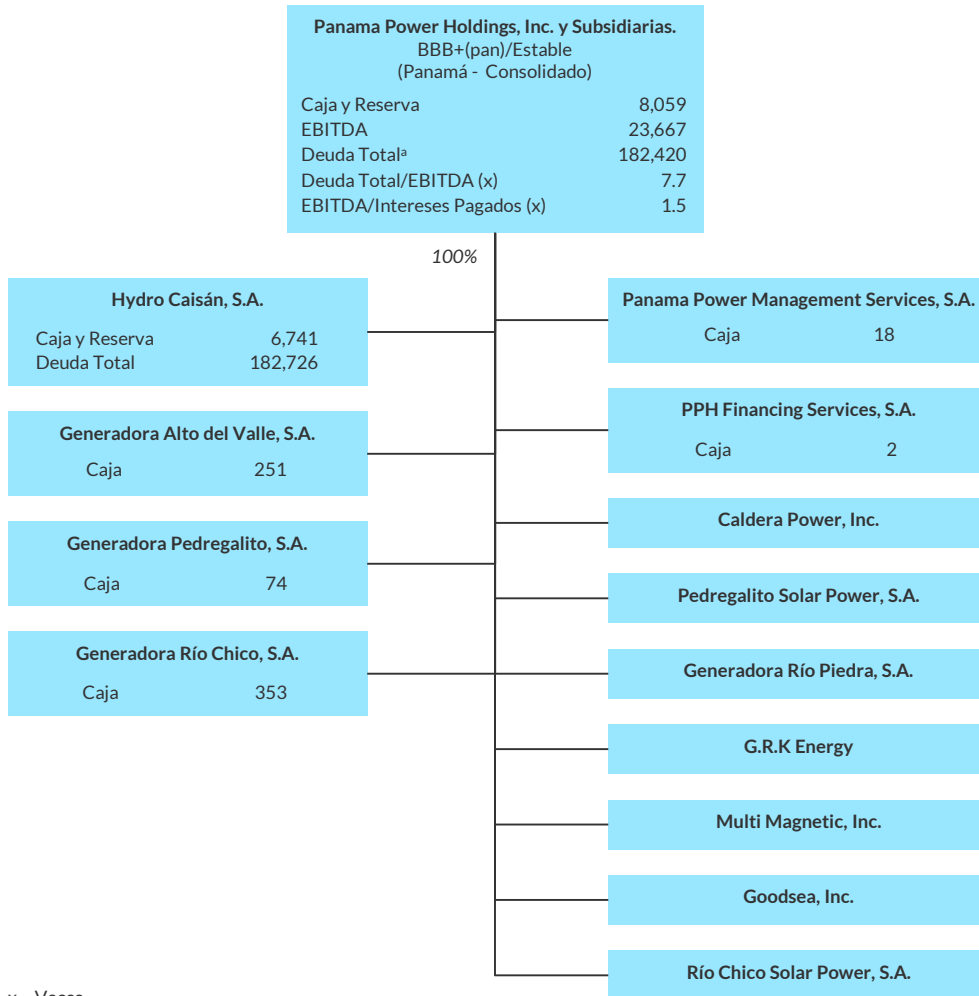 Panama Power Holdings, Inc. y Subsidiarias.
BBB+(pan)/Estable
(Panamá - Consolidado)
Caja y Reserva 8,059
EBITDA 23,667
Deuda Totalᵃ 182,420
Deuda Total/EBITDA (x) 7.7
EBITDA/Intereses Pagados (x) 1.5
100%
Hydro Caisán, S.A.
Caja y Reserva 6,741
Deuda Total 182,726
Generadora Alto del Valle, S.A.
Caja 251
Generadora Pedregalito, S.A.
Caja 74
Generadora Río Chico, S.A.
Caja 353
Panama Power Management Services, S.A.
Caja 18
PPH Financing Services, S.A.
Caja 2
Caldera Power, Inc.
Pedregalito Solar Power, S.A.
Generadora Río Piedra, S.A.
G.R.K Energy
Multi Magnetic, Inc.
Goodsea, Inc.
Río Chico Solar Power, S.A.